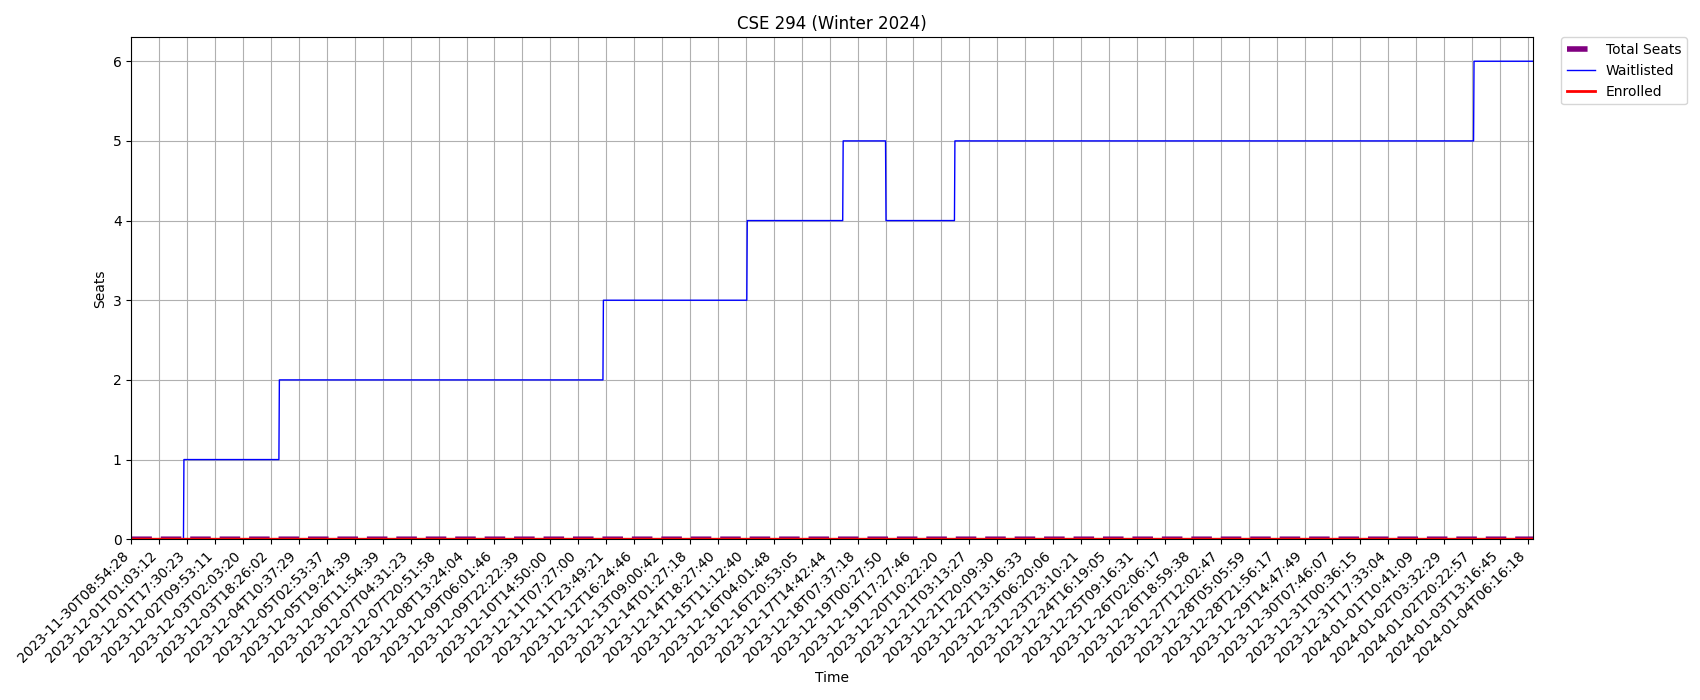 CSE 294 (Winter 2024)
Total Seats
Waitlisted
Enrolled
Seats
6
5
4
3
2
1
0
2023-11-30T08:54:28
2023-12-01T01:03:12
2023-12-01T17:30:23
2023-12-02T09:53:11
2023-12-03T02:03:20
2023-12-03T18:26:02
2023-12-04T10:37:29
2023-12-05T02:53:37
2023-12-05T19:24:39
2023-12-06T11:54:39
2023-12-07T04:31:23
2023-12-07T20:51:58
2023-12-08T13:24:04
2023-12-09T06:01:46
2023-12-09T22:22:39
2023-12-10T14:50:00
2023-12-11T07:27:00
2023-12-11T23:49:21
2023-12-12T16:24:46
2023-12-13T09:00:42
2023-12-14T01:27:18
2023-12-14T18:27:40
2023-12-15T11:12:40
2023-12-16T04:01:48
2023-12-16T20:53:05
2023-12-17T14:42:44
2023-12-18T07:37:18
2023-12-19T00:27:50
2023-12-19T17:27:46
2023-12-20T10:22:20
2023-12-21T03:13:27
2023-12-21T20:09:30
2023-12-22T13:16:33
2023-12-23T06:20:06
2023-12-23T23:10:21
2023-12-24T16:19:05
2023-12-25T09:16:31
2023-12-26T02:06:17
2023-12-26T18:59:38
2023-12-27T12:02:47
2023-12-28T05:05:59
2023-12-28T21:56:17
2023-12-29T14:47:49
2023-12-30T07:46:07
2023-12-31T00:36:15
2023-12-31T17:33:04
2024-01-01T10:41:09
2024-01-02T03:32:29
2024-01-02T20:22:57
2024-01-03T13:16:45
2024-01-04T06:16:18
Time